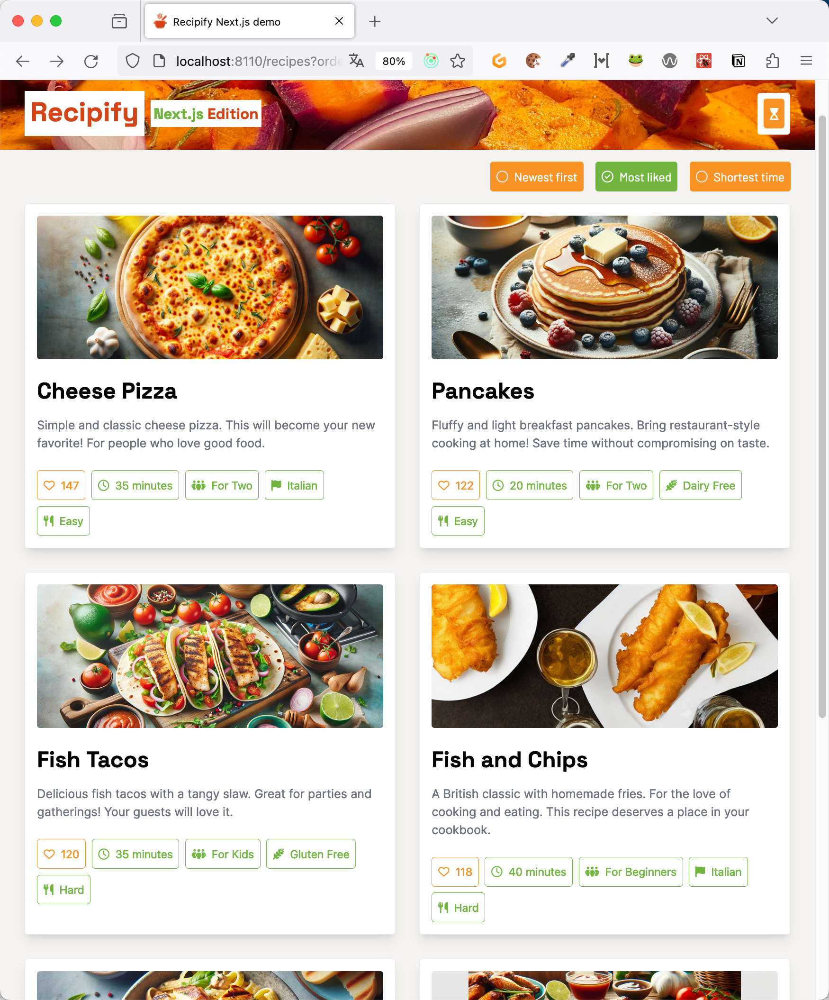 Recipify Next.js demo
localhost:8110/recipes?orde
80%
Recipify
Next.js Edition
Newest first
Most liked
Shortest time
Cheese Pizza
Simple and classic cheese pizza. This will become your new
favorite! For people who love good food.
147
35 minutes
For Two
Italian
Easy
Pancakes
Fluffy and light breakfast pancakes. Bring restaurant-style
cooking at home! Save time without compromising on taste.
122
20 minutes
For Two
Dairy Free
Easy
Fish Tacos
Delicious fish tacos with a tangy slaw. Great for parties and
gatherings! Your guests will love it.
120
35 minutes
For Kids
Gluten Free
Hard
Fish and Chips
A British classic with homemade fries. For the love of
cooking and eating. This recipe deserves a place in your
cookbook.
118
40 minutes
For Beginners
Italian
Hard